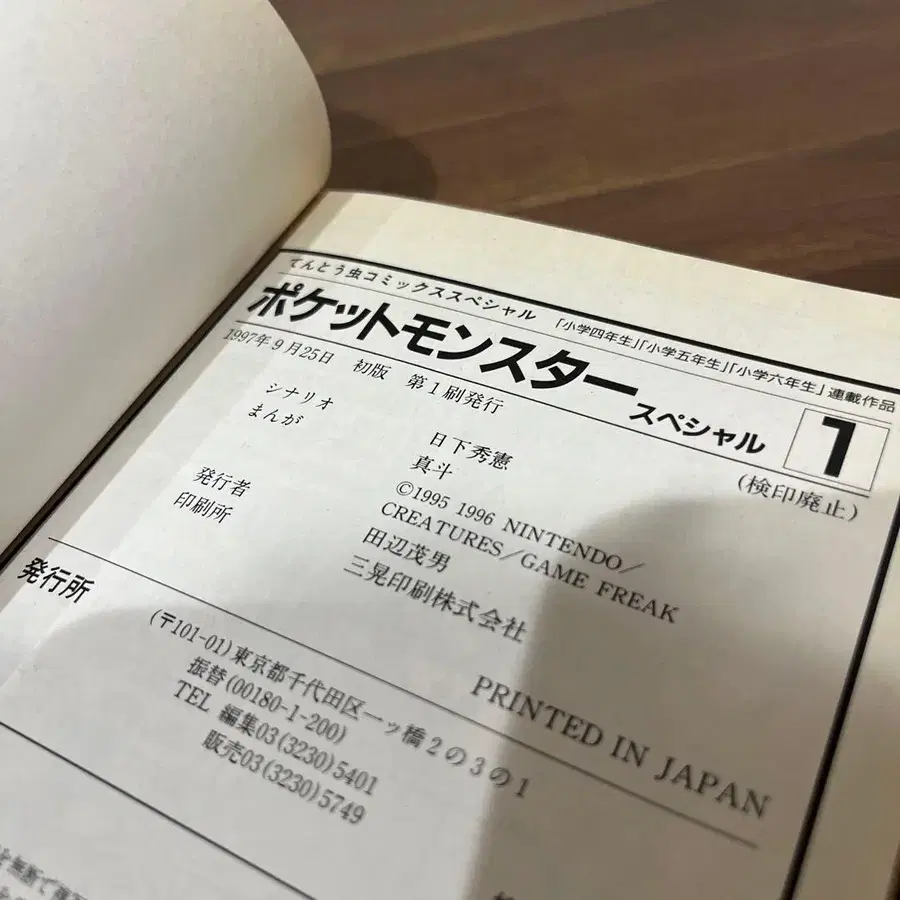 てんとう虫コミックススペシャル 「小学四年生」「小学五年生」「小学六年生」連載作品
ポケットモンスター スペシャル 1
1997年9月25日 初版 第1刷発行 (検印廃止)
シナリオ 日下秀憲
まんが 真斗
©1995 1996 NINTENDO/
CREATURES/GAME FREAK
発行者 田辺茂男
印刷所 三晃印刷株式会社
PRINTED IN JAPAN
発行所
(〒101-01)東京都千代田区一ッ橋2の3の1
振替(00180-1-200)
TEL 編集03(3230)5401
販売03(3230)5749